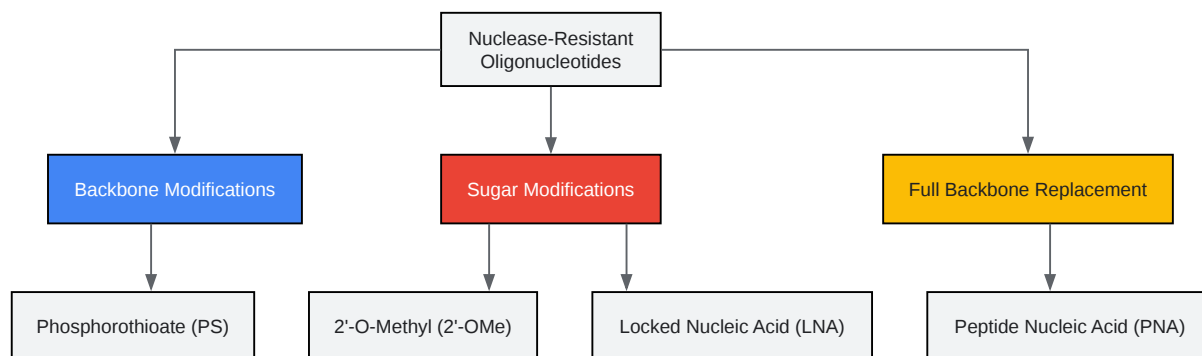 Nuclease-Resistant
Oligonucleotides
Backbone Modifications
Sugar Modifications
Full Backbone Replacement
Phosphorothioate (PS)
2'-O-Methyl (2'-OMe)
Locked Nucleic Acid (LNA)
Peptide Nucleic Acid (PNA)